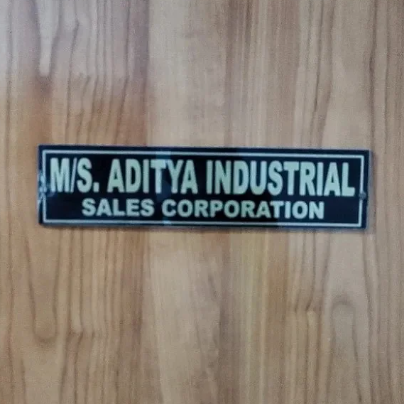 M/S. ADITYA INDUSTRIAL
SALES CORPORATION